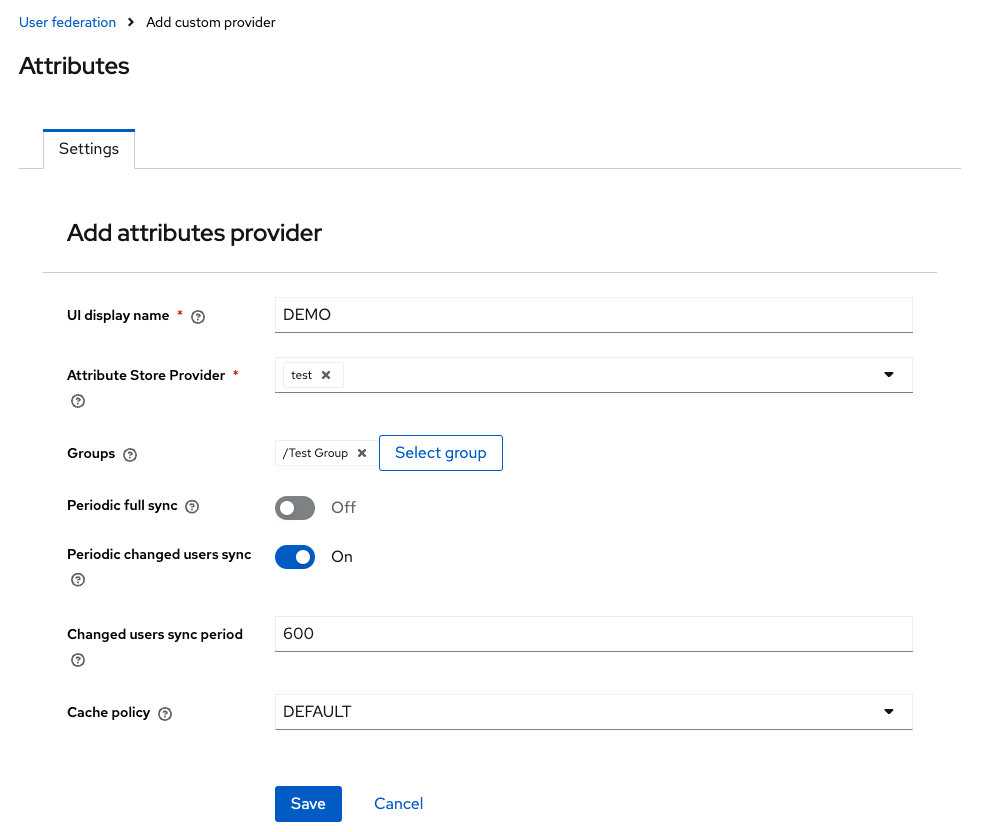 User federation > Add custom provider
Attributes
Settings
Add attributes provider
UI display name * DEMO
Attribute Store Provider * test
Groups /Test Group Select group
Periodic full sync Off
Periodic changed users sync On
Changed users sync period 600
Cache policy DEFAULT
Save Cancel